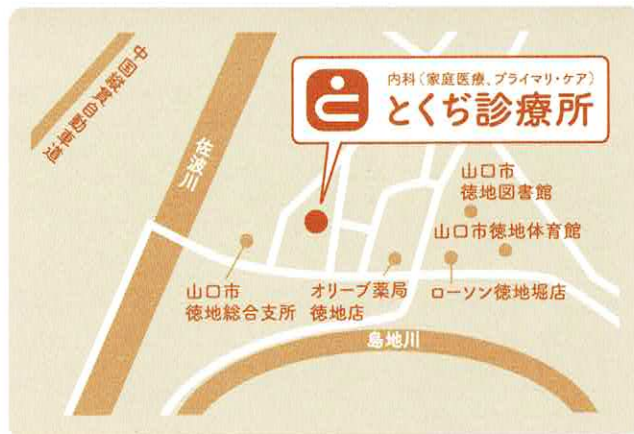 中国縦貫自動車道
佐波川
内科(家庭医療、プライマリ・ケア)
とくぢ診療所
山口市
徳地図書館
山口市徳地体育館
山口市
徳地総合支所
オリーブ薬局
徳地店
ローソン徳地堀店
島地川